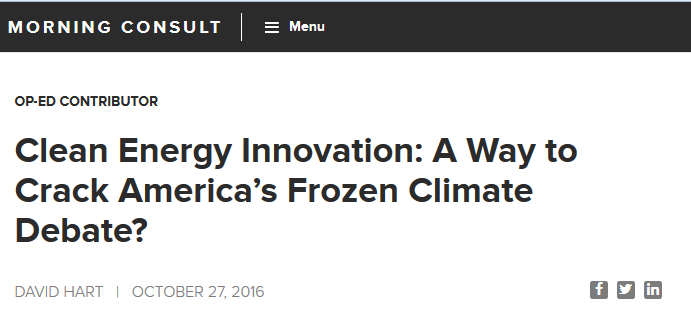 MORNING CONSULT | Menu
OP-ED CONTRIBUTOR
Clean Energy Innovation: A Way to
Crack America’s Frozen Climate
Debate?
DAVID HART | OCTOBER 27, 2016